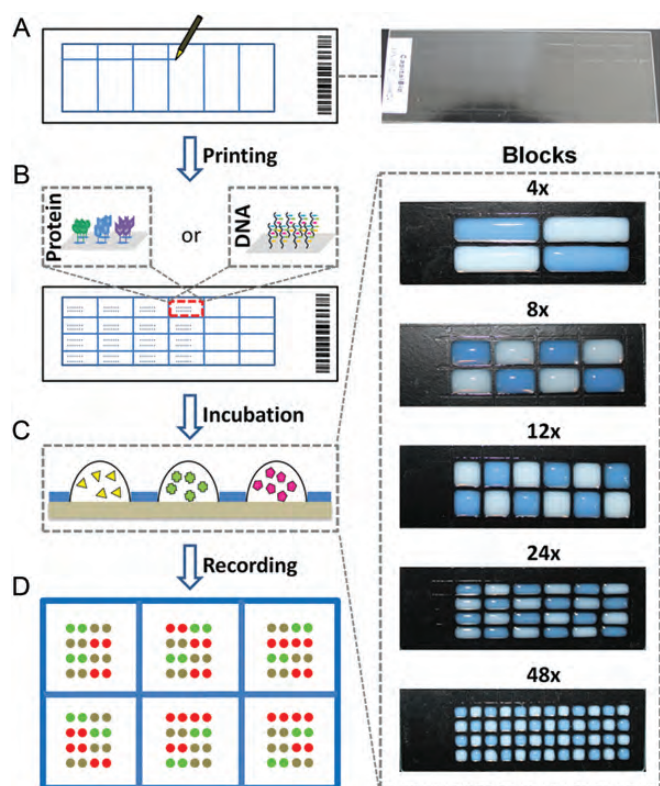 A
Printing
B
Protein
or
DNA
Incubation
C
Recording
D
Blocks
4x
8x
12x
24x
48x